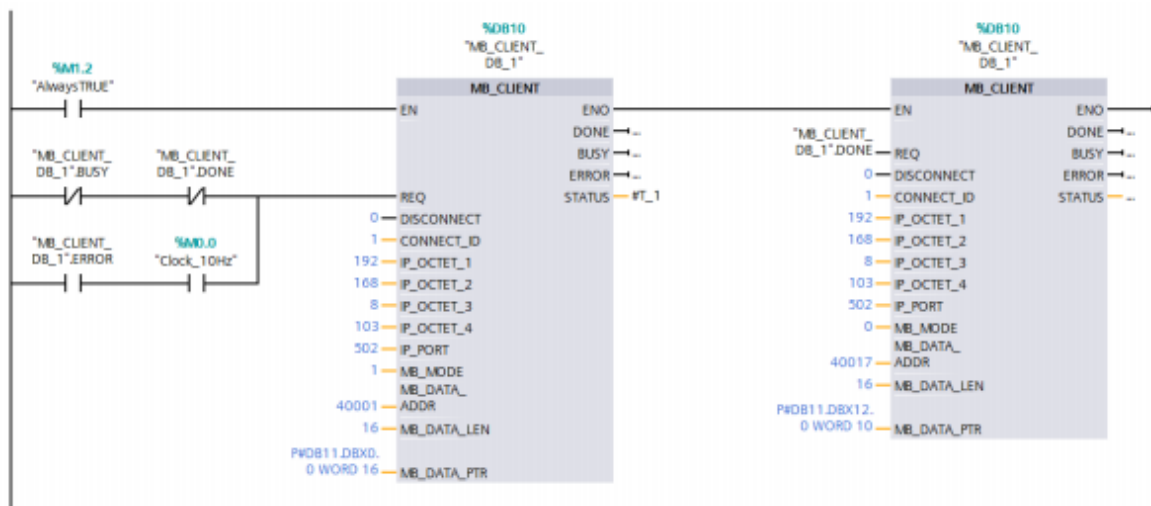 %DB10
"MB_CLIENT_
DB_1"
%M1.2
"AlwaysTRUE"
MB_CLIENT
EN
ENO
DONE
...
BUSY
...
ERROR
...
"MB_CLIENT_
DB_1".BUSY
"MB_CLIENT_
DB_1".DONE
REQ
STATUS
#T_1
0
DISCONNECT
"MB_CLIENT_
DB_1".ERROR
%M0.0
"Clock_10Hz"
1
CONNECT_ID
192
IP_OCTET_1
168
IP_OCTET_2
8
IP_OCTET_3
103
IP_OCTET_4
502
IP_PORT
1
MB_MODE
MB_DATA_
40001
ADDR
16
MB_DATA_LEN
P#DB11.DBX0.
0 WORD 16
MB_DATA_PTR
%DB10
"MB_CLIENT_
DB_1"
MB_CLIENT
EN
ENO
DONE
...
"MB_CLIENT_
DB_1".DONE
REQ
BUSY
...
0
DISCONNECT
ERROR
...
1
CONNECT_ID
STATUS
...
192
IP_OCTET_1
168
IP_OCTET_2
8
IP_OCTET_3
103
IP_OCTET_4
502
IP_PORT
0
MB_MODE
MB_DATA_
40017
ADDR
16
MB_DATA_LEN
P#DB11.DBX12.
0 WORD 10
MB_DATA_PTR